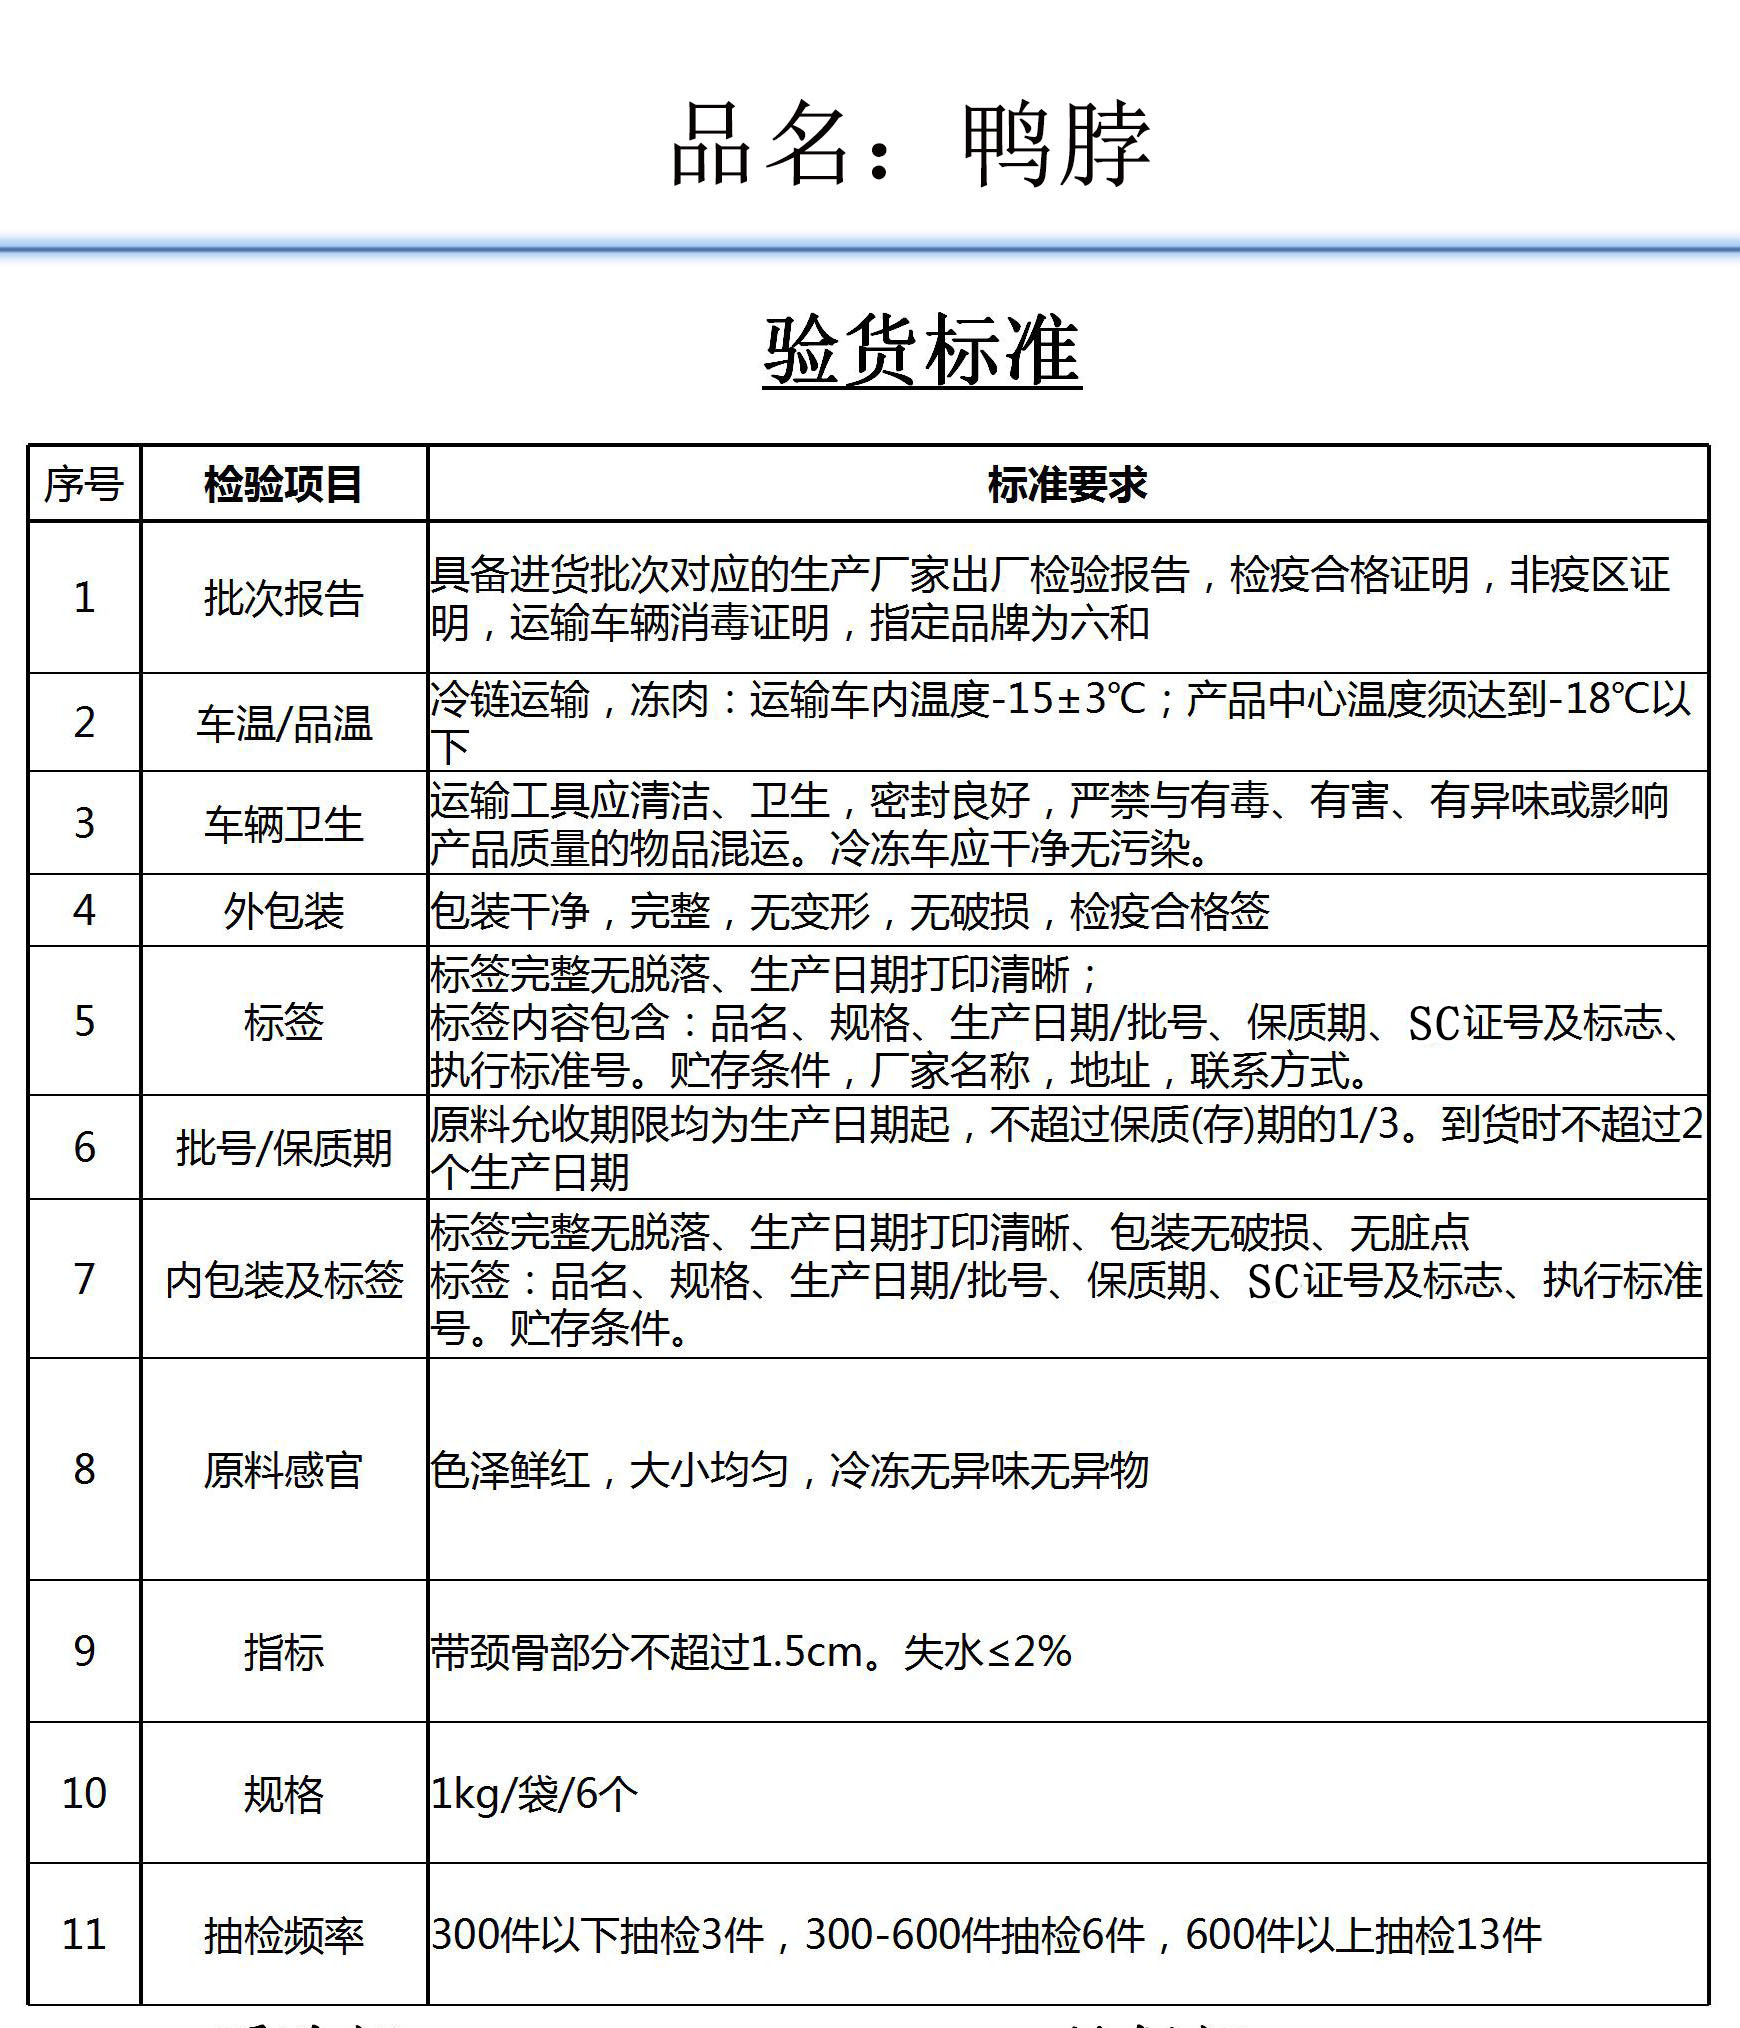 品名：鸭脖
验货标准
序号 检验项目 标准要求
1 批次报告 具备进货批次对应的生产厂家出厂检验报告，检疫合格证明，非疫区证
明，运输车辆消毒证明，指定品牌为六和
2 车温/品温 冷链运输，冻肉：运输车内温度-15±3℃；产品中心温度须达到-18℃以
下
3 车辆卫生 运输工具应清洁、卫生，密封良好，严禁与有毒、有害、有异味或影响
产品质量的物品混运。冷冻车应干净无污染。
4 外包装 包装干净，完整，无变形，无破损，检疫合格签
5 标签 标签完整无脱落、生产日期打印清晰；
标签内容包含：品名、规格、生产日期/批号、保质期、SC证号及标志、
执行标准号。贮存条件，厂家名称，地址，联系方式。
6 批号/保质期 原料允收期限均为生产日期起，不超过保质(存)期的1/3。到货时不超过2
个生产日期
7 内包装及标签 标签完整无脱落、生产日期打印清晰、包装无破损、无脏点
标签：品名、规格、生产日期/批号、保质期、SC证号及标志、执行标准
号。贮存条件。
8 原料感官 色泽鲜红，大小均匀，冷冻无异味无异物
9 指标 带颈骨部分不超过1.5cm。失水≤2%
10 规格 1kg/袋/6个
11 抽检频率 300件以下抽检3件，300-600件抽检6件，600件以上抽检13件